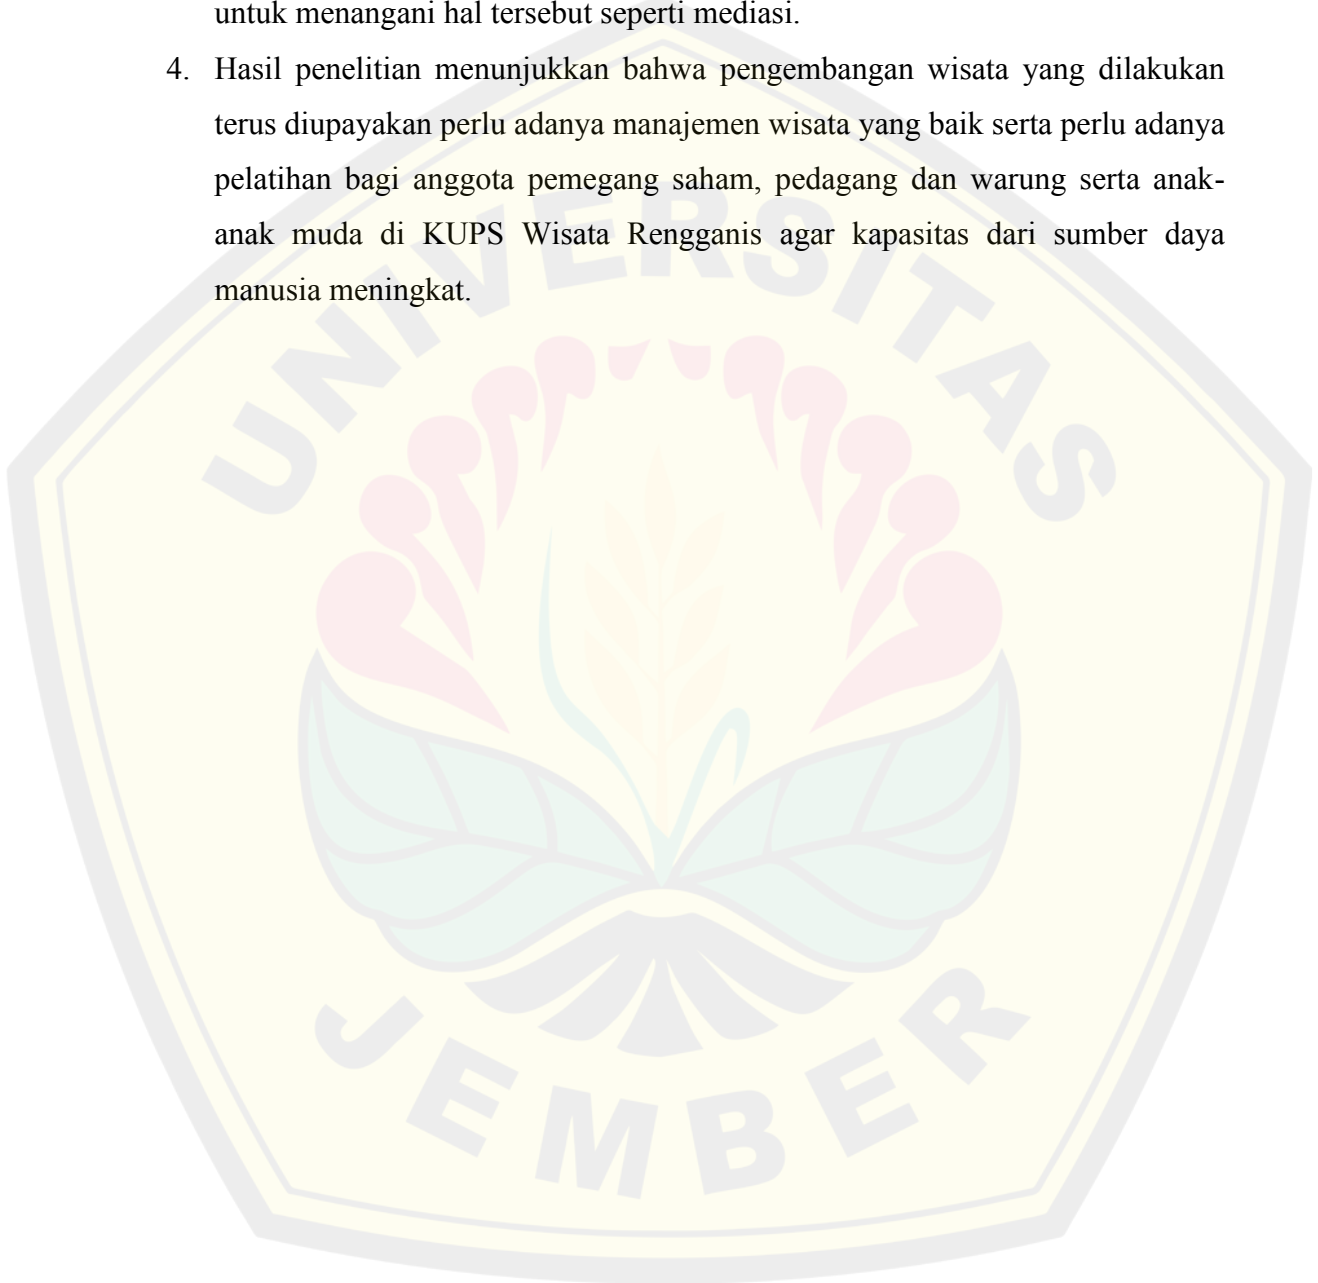 untuk menangani hal tersebut seperti mediasi.
4. Hasil penelitian menunjukkan bahwa pengembangan wisata yang dilakukan
terus diupayakan perlu adanya manajemen wisata yang baik serta perlu adanya
pelatihan bagi anggota pemegang saham, pedagang dan warung serta anak-
anak muda di KUPS Wisata Rengganis agar kapasitas dari sumber daya
manusia meningkat.
UNIVERSITAS
JEMBER